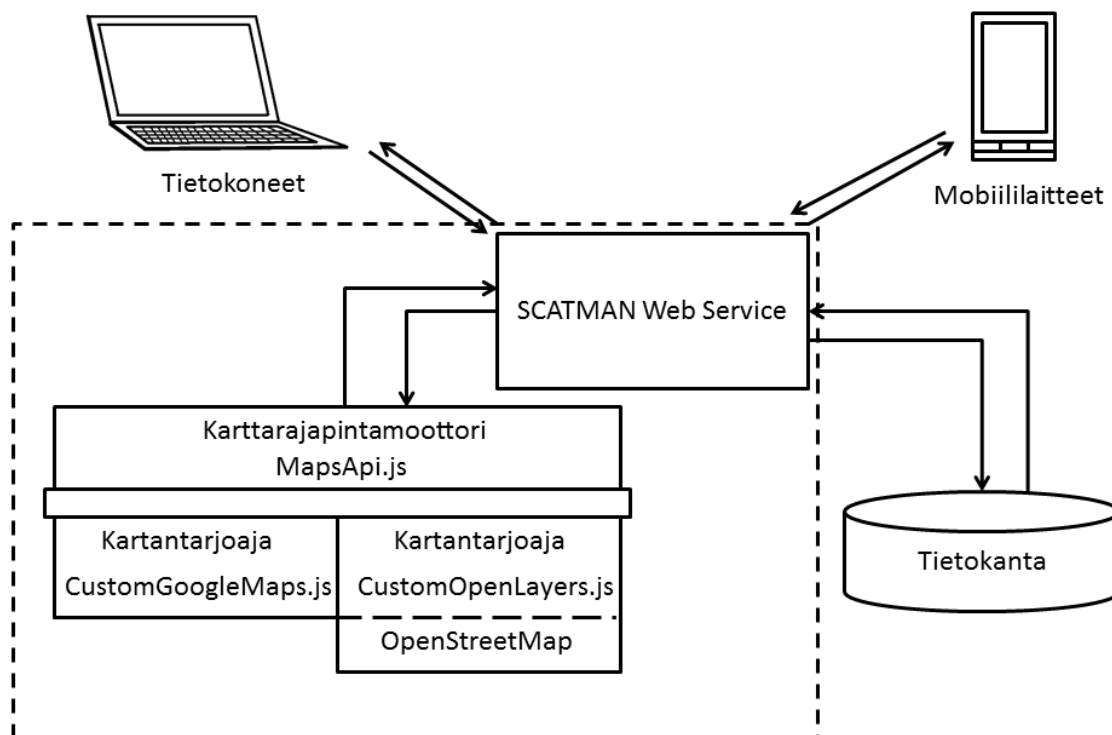 Tietokoneet
Mobiililaitteet
SCATMAN Web Service
Karttarajapintamoottori
MapsApi.js
Kartantarjoaja
CustomGoogleMaps.js
Kartantarjoaja
CustomOpenLayers.js
OpenStreetMap
Tietokanta